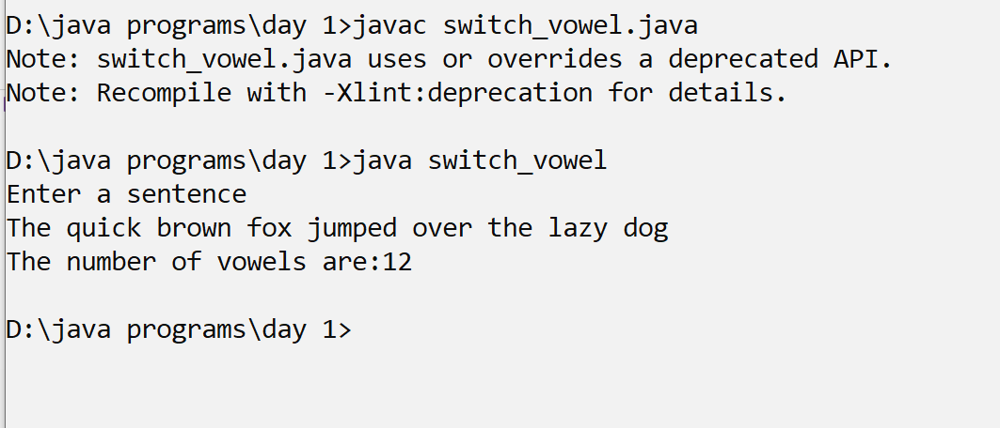 D:\java programs\day 1>javac switch_vowel.java
Note: switch_vowel.java uses or overrides a deprecated API.
Note: Recompile with -Xlint:deprecation for details.
D:\java programs\day 1>java switch_vowel
Enter a sentence
The quick brown fox jumped over the lazy dog
The number of vowels are:12
D:\java programs\day 1>